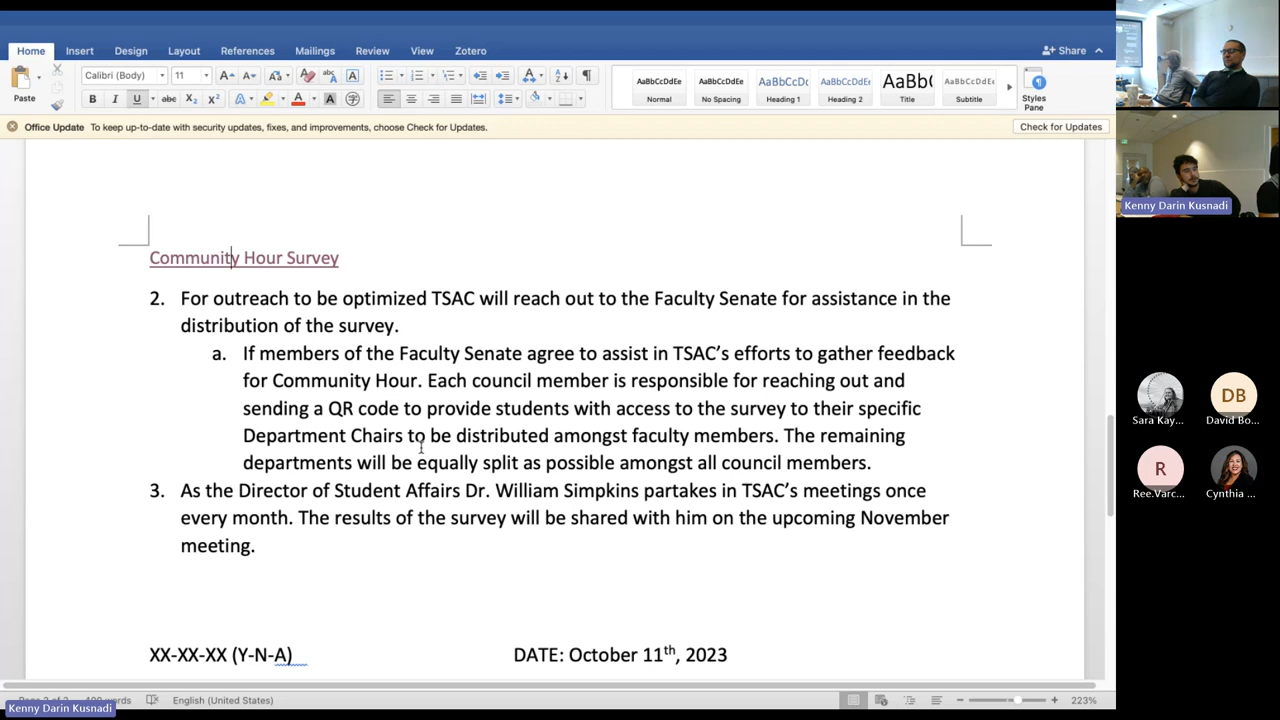 Home Insert Design Layout References Mailings Review View Zotero Share
Paste Calibri (Body) 11 AaBbCcDdEe AaBbCcDdEe AaBbCcDc AaBbCcDdEe AaBb( AaBbCcDdEe
Normal No Spacing Heading 1 Heading 2 Title Subtitle Styles Pane
Office Update To keep up-to-date with security updates, fixes, and improvements, choose Check for Updates. Check for Updates
Community Hour Survey
2. For outreach to be optimized TSAC will reach out to the Faculty Senate for assistance in the
distribution of the survey.
a. If members of the Faculty Senate agree to assist in TSAC’s efforts to gather feedback
for Community Hour. Each council member is responsible for reaching out and
sending a QR code to provide students with access to the survey to their specific
Department Chairs to be distributed amongst faculty members. The remaining
departments will be equally split as possible amongst all council members.
3. As the Director of Student Affairs Dr. William Simpkins partakes in TSAC’s meetings once
every month. The results of the survey will be shared with him on the upcoming November
meeting.
XX-XX-XX (Y-N-A) DATE: October 11th, 2023
English (United States) 223%
Kenny Darin Kusnadi
Kenny Darin Kusnadi
Sara Kay... DB David Bo...
R Ree.Varc... Cynthia ...